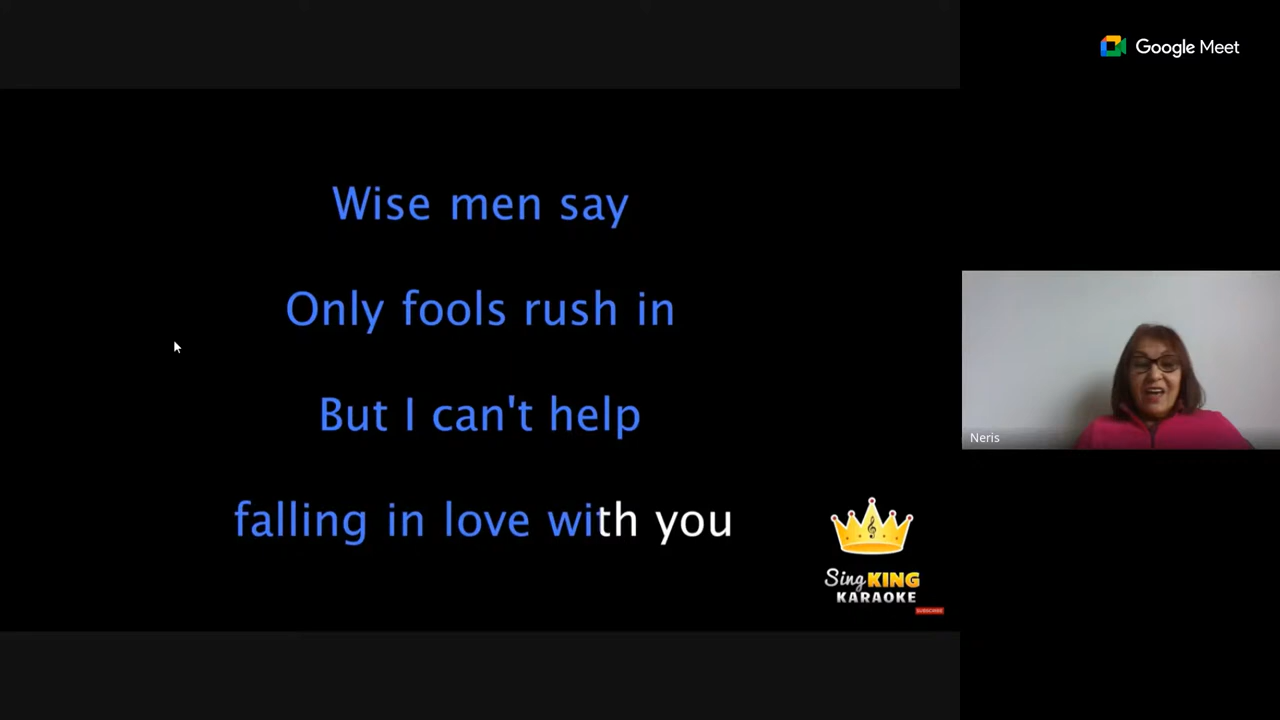 Google Meet
Wise men say
Only fools rush in
But I can't help
falling in love with you
Neris
Sing KING
KARAOKE
SUBSCRIBE